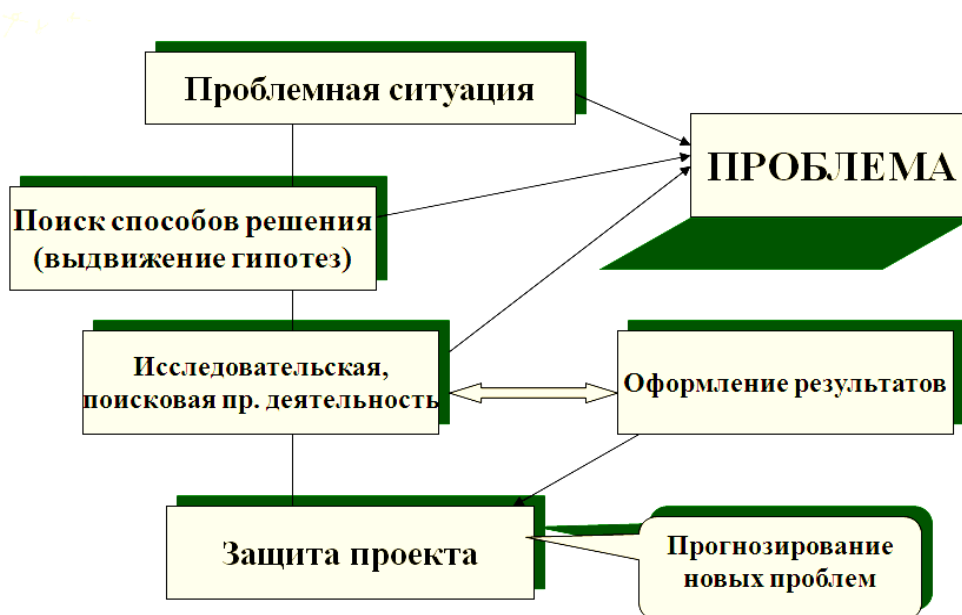 Проблемная ситуация
ПРОБЛЕМА
Поиск способов решения
(выдвижение гипотез)
Исследовательская,
поисковая пр. деятельность
Оформление результатов
Защита проекта
Прогнозирование
новых проблем